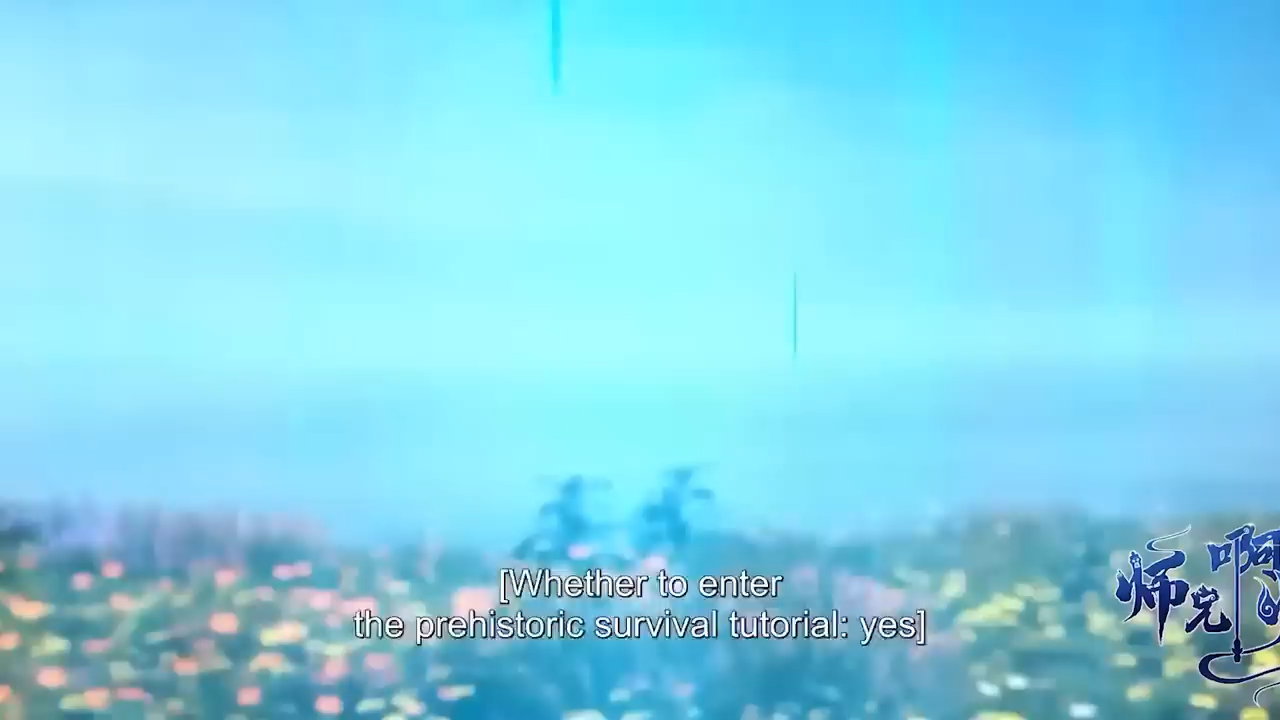 [Whether to enter
the prehistoric survival tutorial: yes]
师兄啊